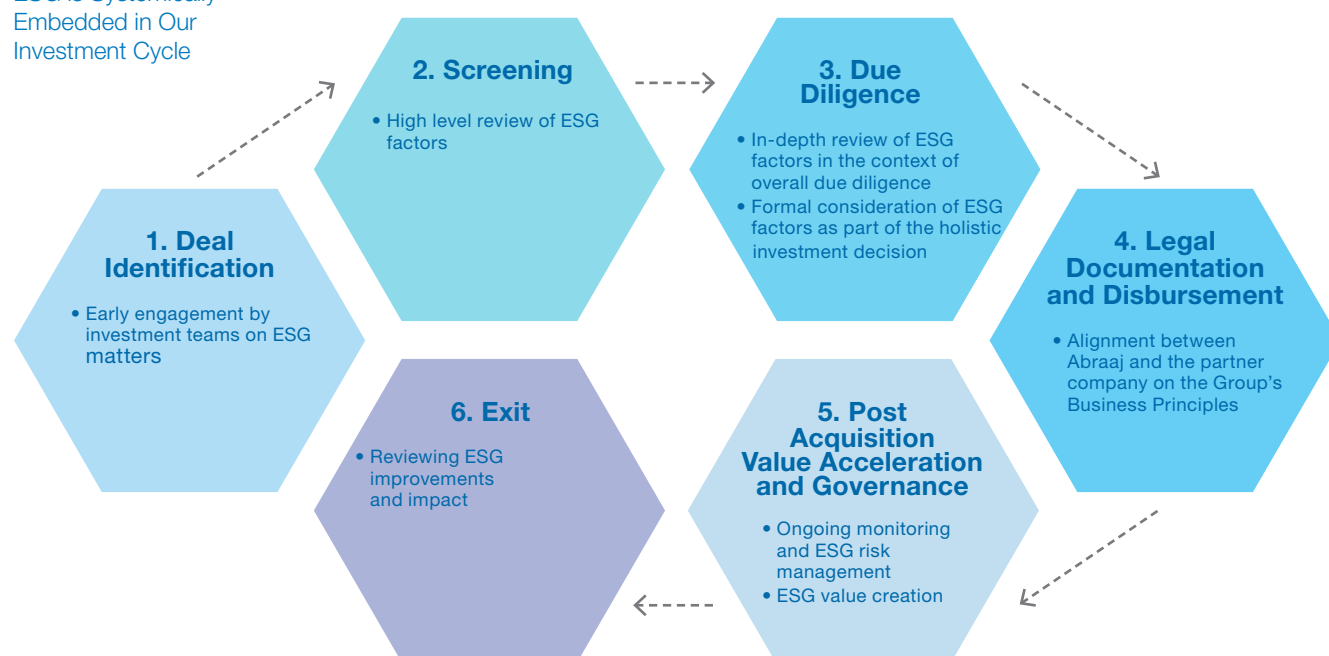 Embedded in Our
Investment Cycle
1. Deal
Identification
• Early engagement by
investment teams on ESG
matters
2. Screening
• High level review of ESG
factors
3. Due
Diligence
• In-depth review of ESG
factors in the context of
overall due diligence
• Formal consideration of ESG
factors as part of the holistic
investment decision
4. Legal
Documentation
and Disbursement
• Alignment between
Abraaj and the partner
company on the Group’s
Business Principles
5. Post
Acquisition
Value Acceleration
and Governance
• Ongoing monitoring
and ESG risk
management
• ESG value creation
6. Exit
• Reviewing ESG
improvements
and impact